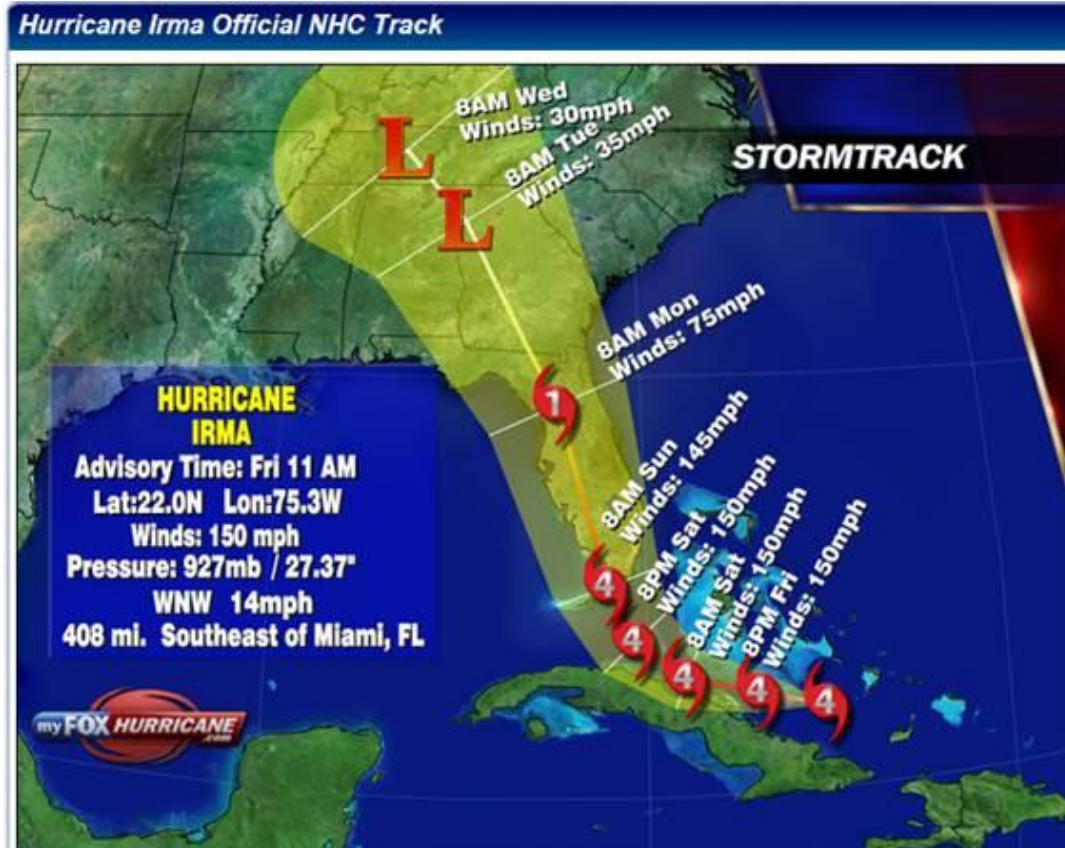 Hurricane Irma Official NHC Track
STORMTRACK
8AM Wed
Winds: 30mph
8AM Tue
Winds: 35mph
8AM Mon
Winds: 75mph
8AM Sun
Winds: 145mph
8PM Sat
Winds: 150mph
8AM Sat
Winds: 150mph
8PM Fri
Winds: 150mph
L
L
1
4
4
4
4
4
HURRICANE
IRMA
Advisory Time: Fri 11 AM
Lat:22.0N Lon:75.3W
Winds: 150 mph
Pressure: 927mb / 27.37"
WNW 14mph
408 mi. Southeast of Miami, FL
myFOX HURRICANE
.com